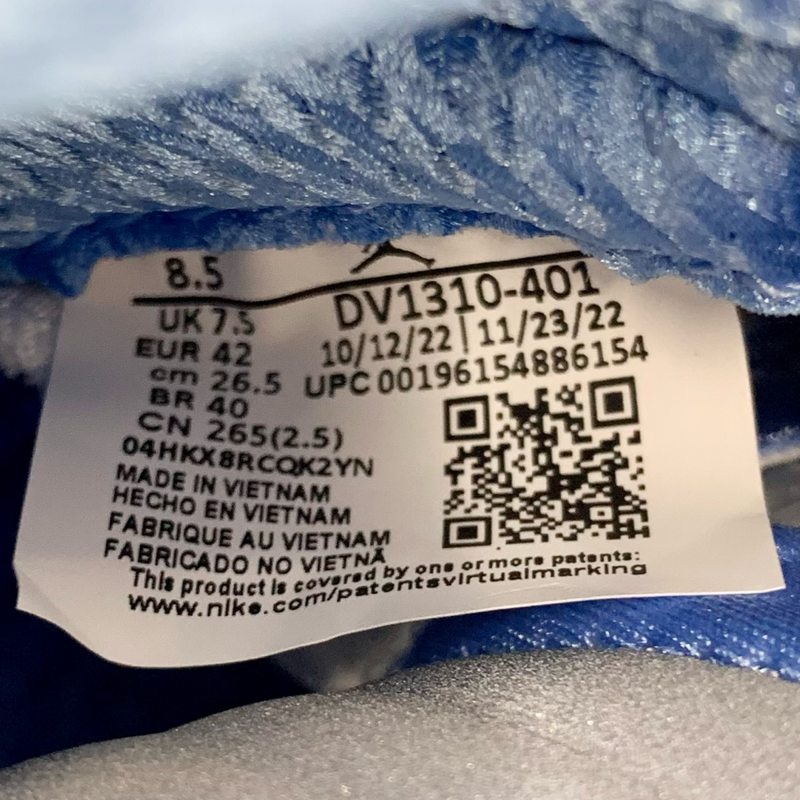 8.5
UK 7.5
EUR 42
cm 26.5
BR 40
CN 265(2.5)
04HKX8RCQK2YN
MADE IN VIETNAM
HECHO EN VIETNAM
FABRIQUE AU VIETNAM
FABRICADO NO VIETNÃ
DV1310-401
10/12/22 | 11/23/22
UPC 00196154886154
This product is covered by one or more patents:
www.nike.com/patentsvirtualmarking